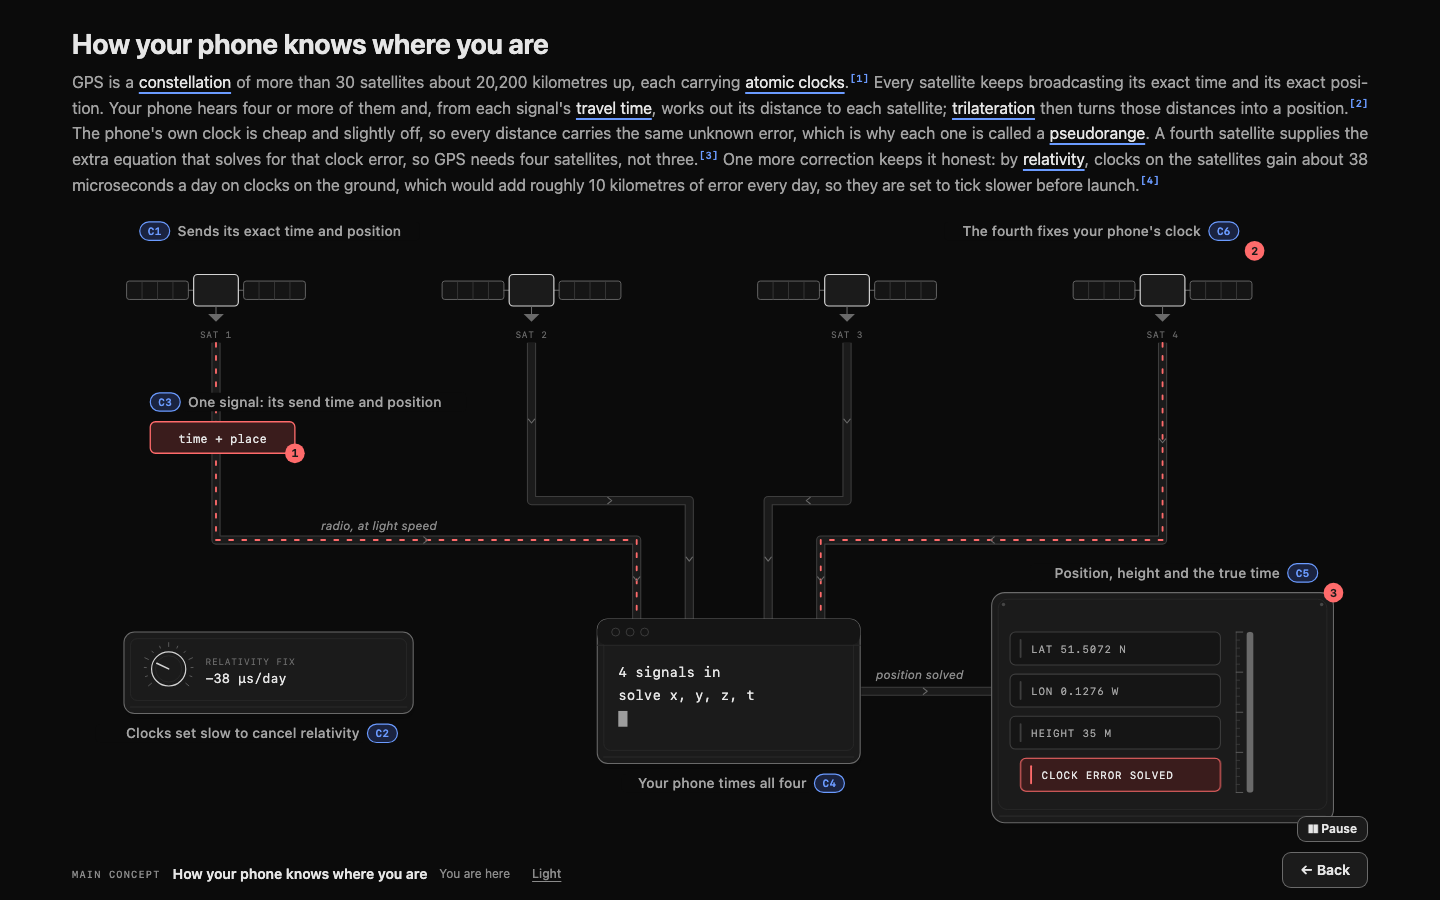 How your phone knows where you are
GPS is a constellation of more than 30 satellites about 20,200 kilometres up, each carrying atomic clocks.[1] Every satellite keeps broadcasting its exact time and its exact posi-
tion. Your phone hears four or more of them and, from each signal's travel time, works out its distance to each satellite; trilateration then turns those distances into a position.[2]
The phone's own clock is cheap and slightly off, so every distance carries the same unknown error, which is why each one is called a pseudorange. A fourth satellite supplies the
extra equation that solves for that clock error, so GPS needs four satellites, not three.[3] One more correction keeps it honest: by relativity, clocks on the satellites gain about 38
microseconds a day on clocks on the ground, which would add roughly 10 kilometres of error every day, so they are set to tick slower before launch.[4]
C1 Sends its exact time and position
The fourth fixes your phone's clock C6
2
SAT 1
SAT 2
SAT 3
SAT 4
C3 One signal: its send time and position
time + place
1
radio, at light speed
Position, height and the true time C5
3
RELATIVITY FIX
−38 µs/day
Clocks set slow to cancel relativity C2
4 signals in
solve x, y, z, t
Your phone times all four C4
position solved
LAT 51.5072 N
LON 0.1276 W
HEIGHT 35 M
CLOCK ERROR SOLVED
Pause
MAIN CONCEPT How your phone knows where you are You are here Light
← Back